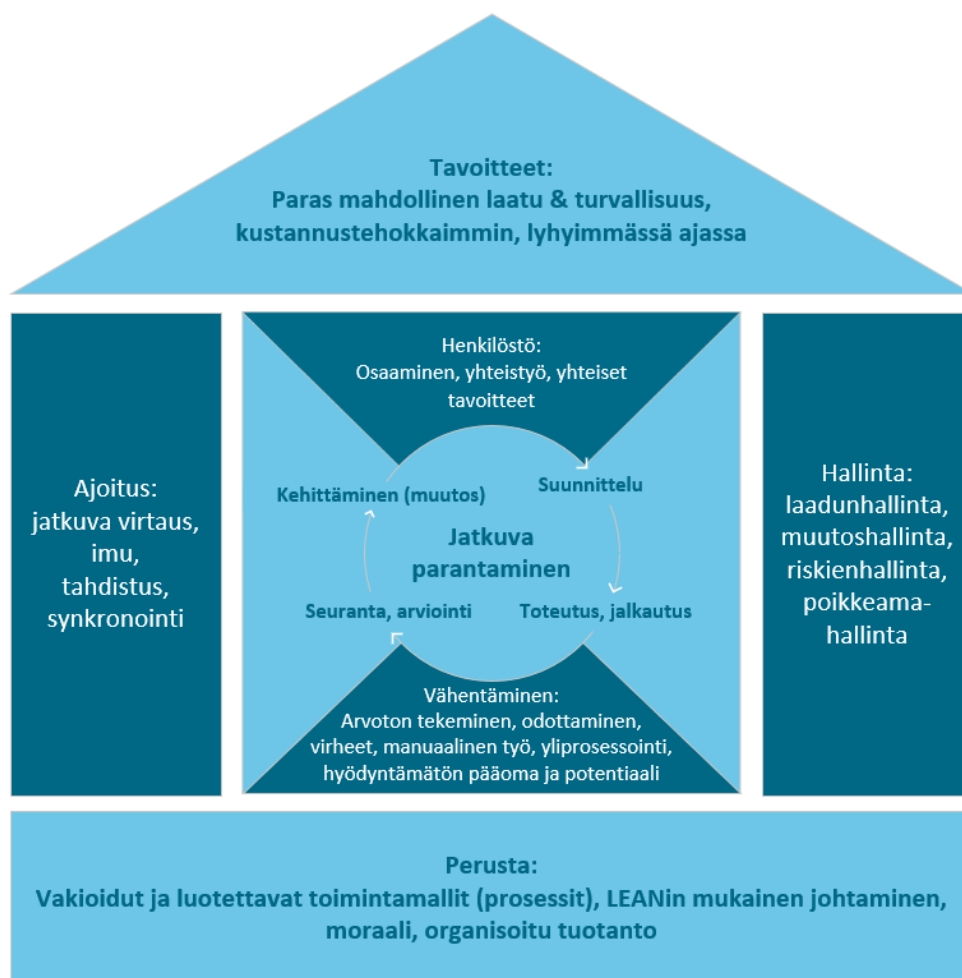 Tavoitteet:
Paras mahdollinen laatu & turvallisuus,
kustannustehokkaimmin, lyhyimmässä ajassa
Ajoitus:
jatkuva virtaus,
imu,
tahdistus,
synkronointi
Henkilöstö:
Osaaminen, yhteistyö, yhteiset
tavoitteet
Kehittäminen (muutos)
Suunnittelu
Jatkuva
parantaminen
Seuranta, arviointi
Toteutus, jalkautus
Vähentäminen:
Arvoton tekeminen, odottaminen,
virheet, manuaalinen työ, yliprosessointi,
hyödyntämätön pääoma ja potentiaali
Hallinta:
laadunhallinta,
muutoshallinta,
riskienhallinta,
poikkeama-
hallinta
Perusta:
Vakioidut ja luotettavat toimintamallit (prosessit), LEANin mukainen johtaminen,
moraali, organisoitu tuotanto